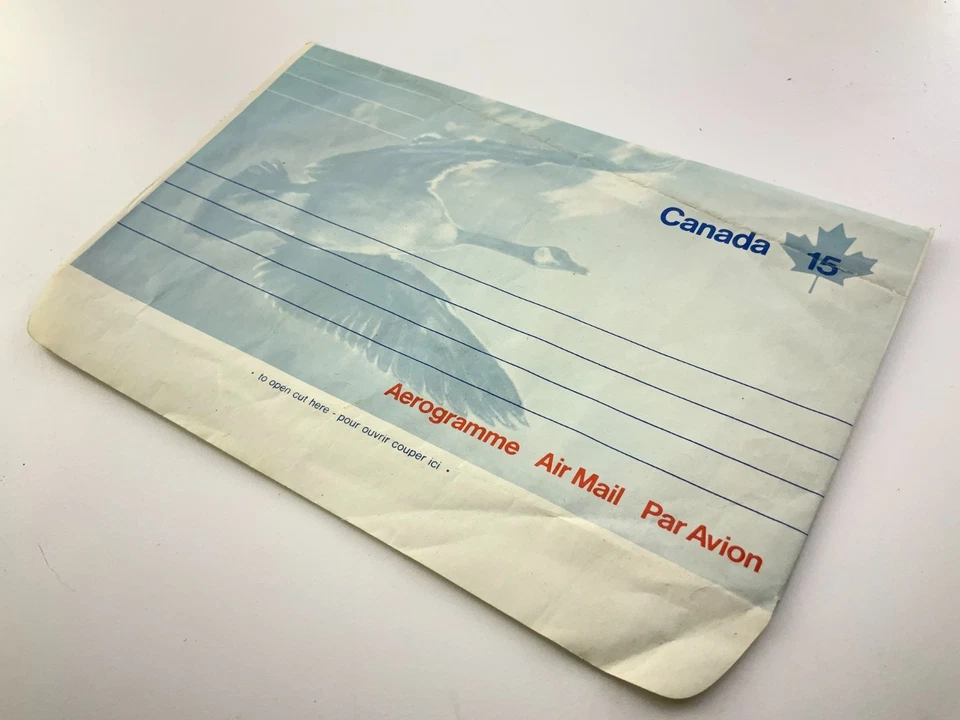 Canada 15
Aerogramme Air Mail Par Avion
· to open cut here - pour ouvrir couper ici ·